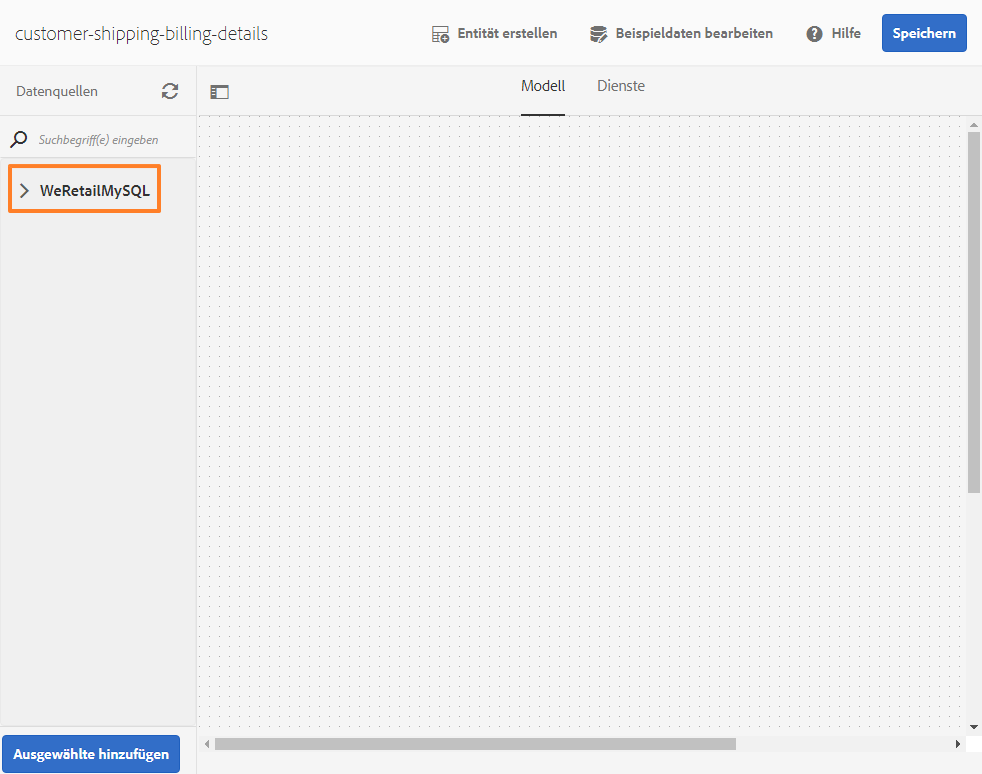 customer-shipping-billing-details
Entität erstellen
Beispieldaten bearbeiten
Hilfe
Speichern
Datenquellen
Modell
Dienste
Suchbegriff(e) eingeben
WeRetailMySQL
Ausgewählte hinzufügen